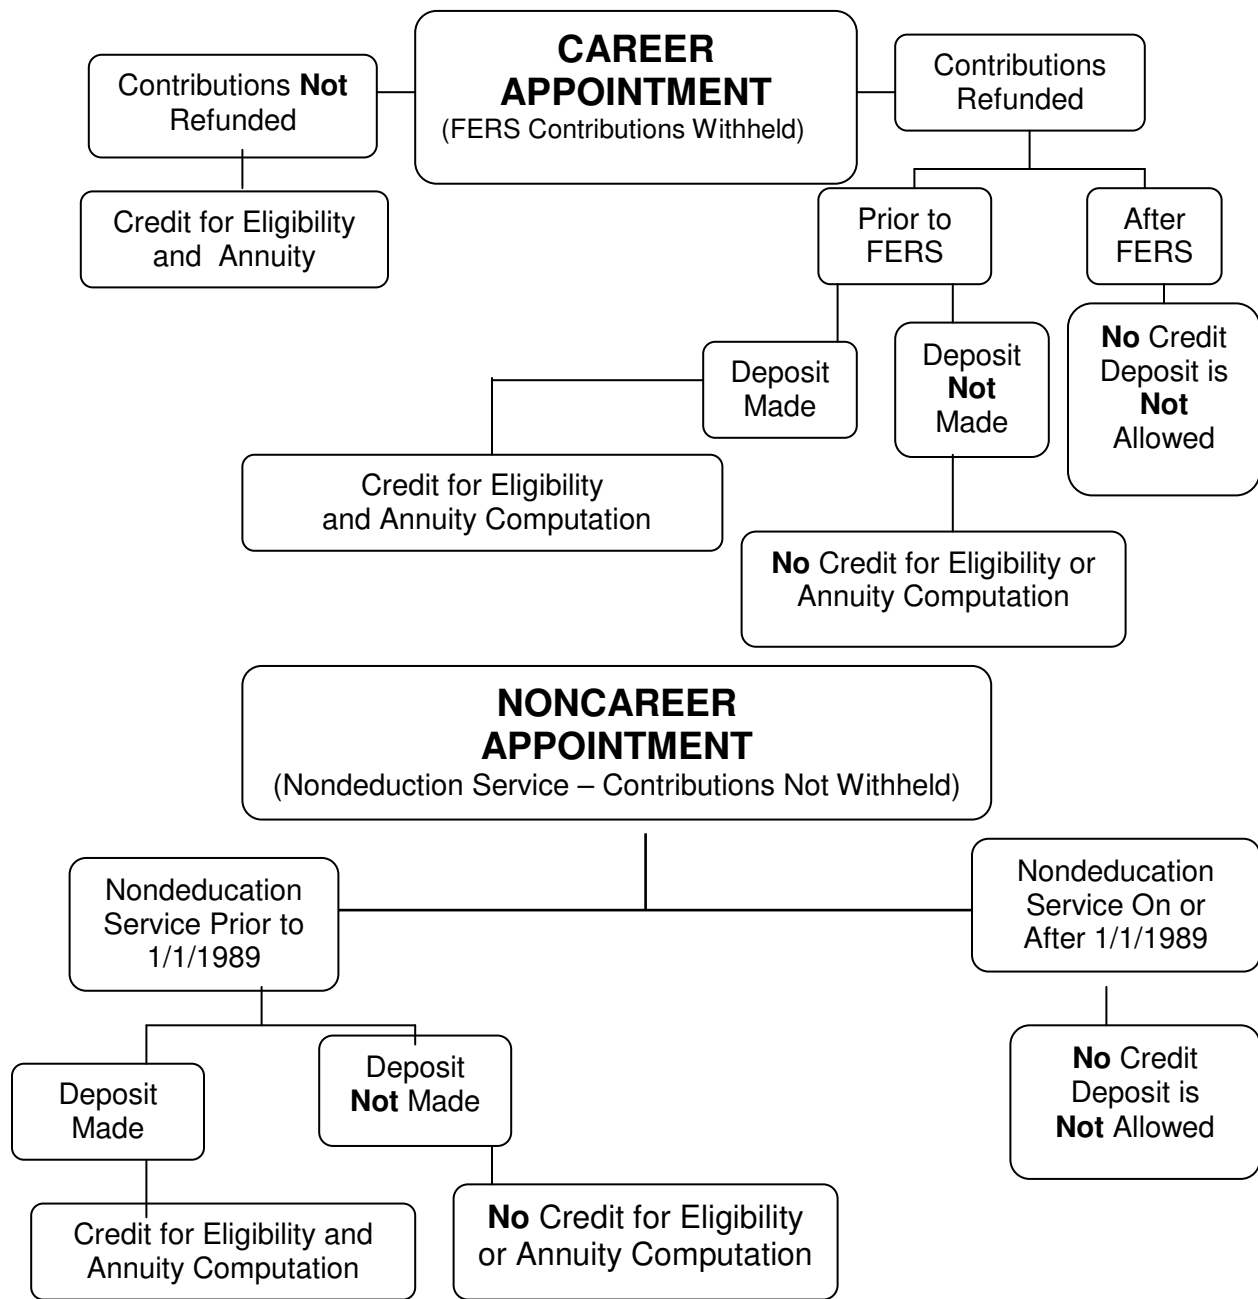 CAREER
APPOINTMENT
(FERS Contributions Withheld)
Contributions Not
Refunded
Contributions
Refunded
Credit for Eligibility
and Annuity
Prior to
FERS
After
FERS
Deposit
Made
Deposit
Not
Made
No Credit
Deposit is
Not
Allowed
Credit for Eligibility
and Annuity Computation
No Credit for Eligibility or
Annuity Computation
NONCAREER
APPOINTMENT
(Nondeduction Service – Contributions Not Withheld)
Nondeducation
Service Prior to
1/1/1989
Nondeducation
Service On or
After 1/1/1989
Deposit
Made
Deposit
Not Made
No Credit
Deposit is
Not Allowed
Credit for Eligibility and
Annuity Computation
No Credit for Eligibility
or Annuity Computation